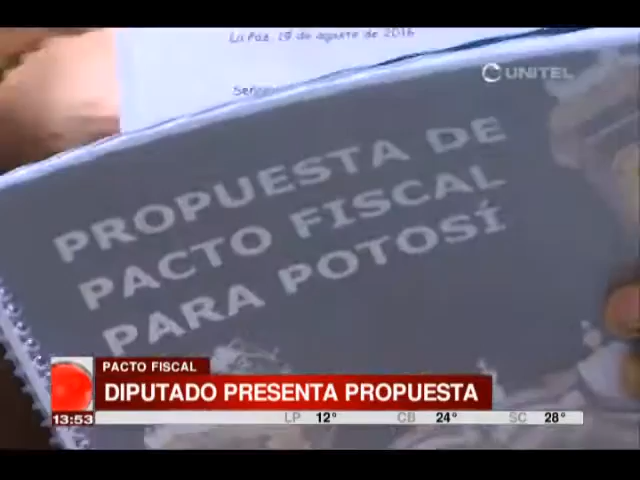 La Paz, 19 de agosto de 2016
UNITEL
PROPUESTA DE
PACTO FISCAL
PARA POTOSÍ
PACTO FISCAL
DIPUTADO PRESENTA PROPUESTA
13:53 LP 12° CB 24° SC 28°